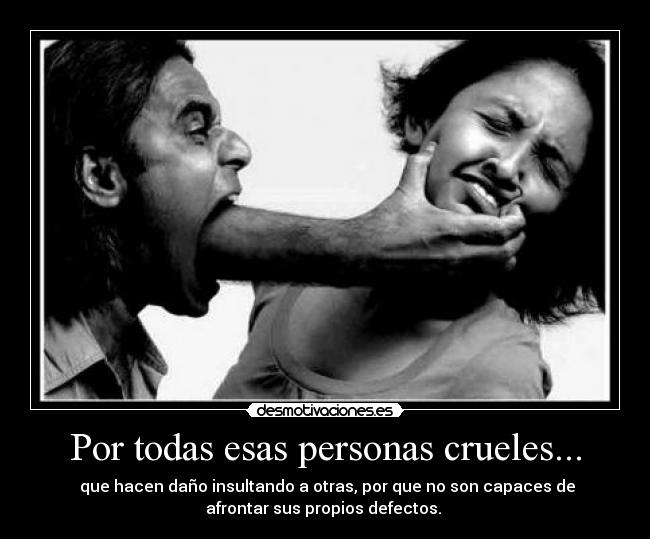 desmotivaciones.es
Por todas esas personas crueles...
que hacen daño insultando a otras, por que no son capaces de
afrontar sus propios defectos.